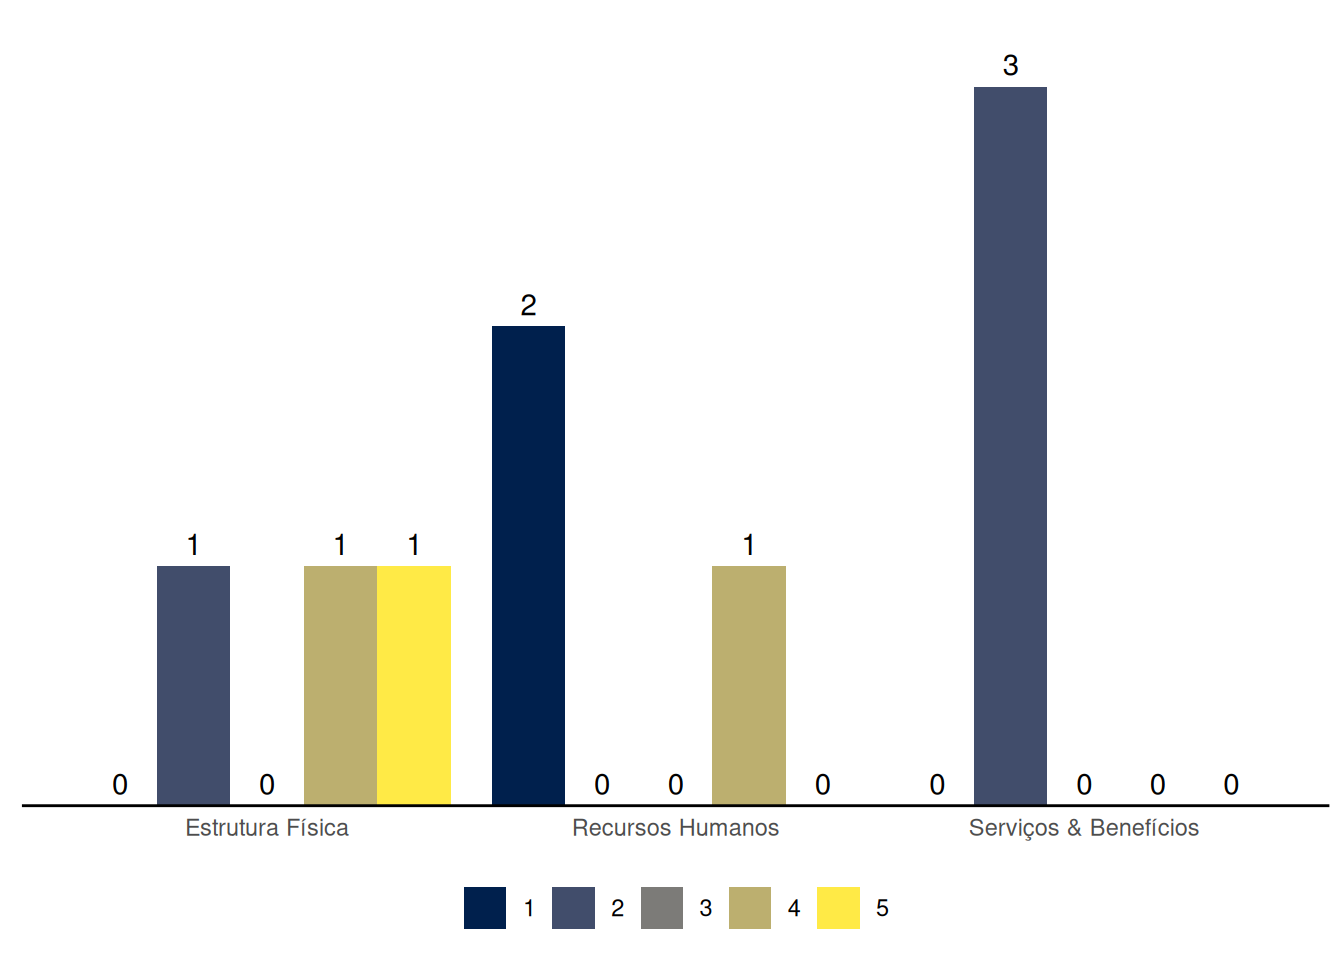 3
2
1 1 1 1
0 0 0 0 0 0 0 0 0
Estrutura Física Recursos Humanos Serviços & Benefícios
1 2 3 4 5